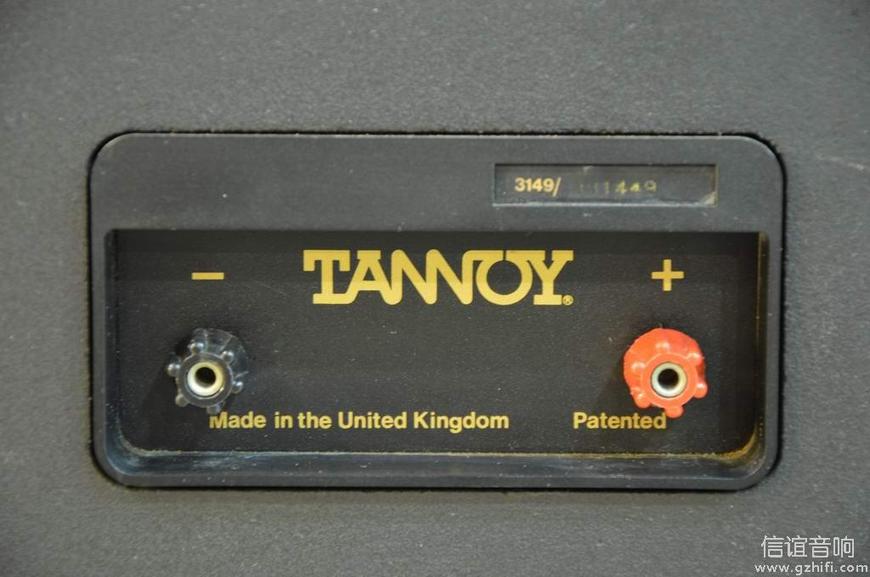 3149/
− TANNOY® +
Made in the United Kingdom Patented
信谊音响
www.gzhifi.com